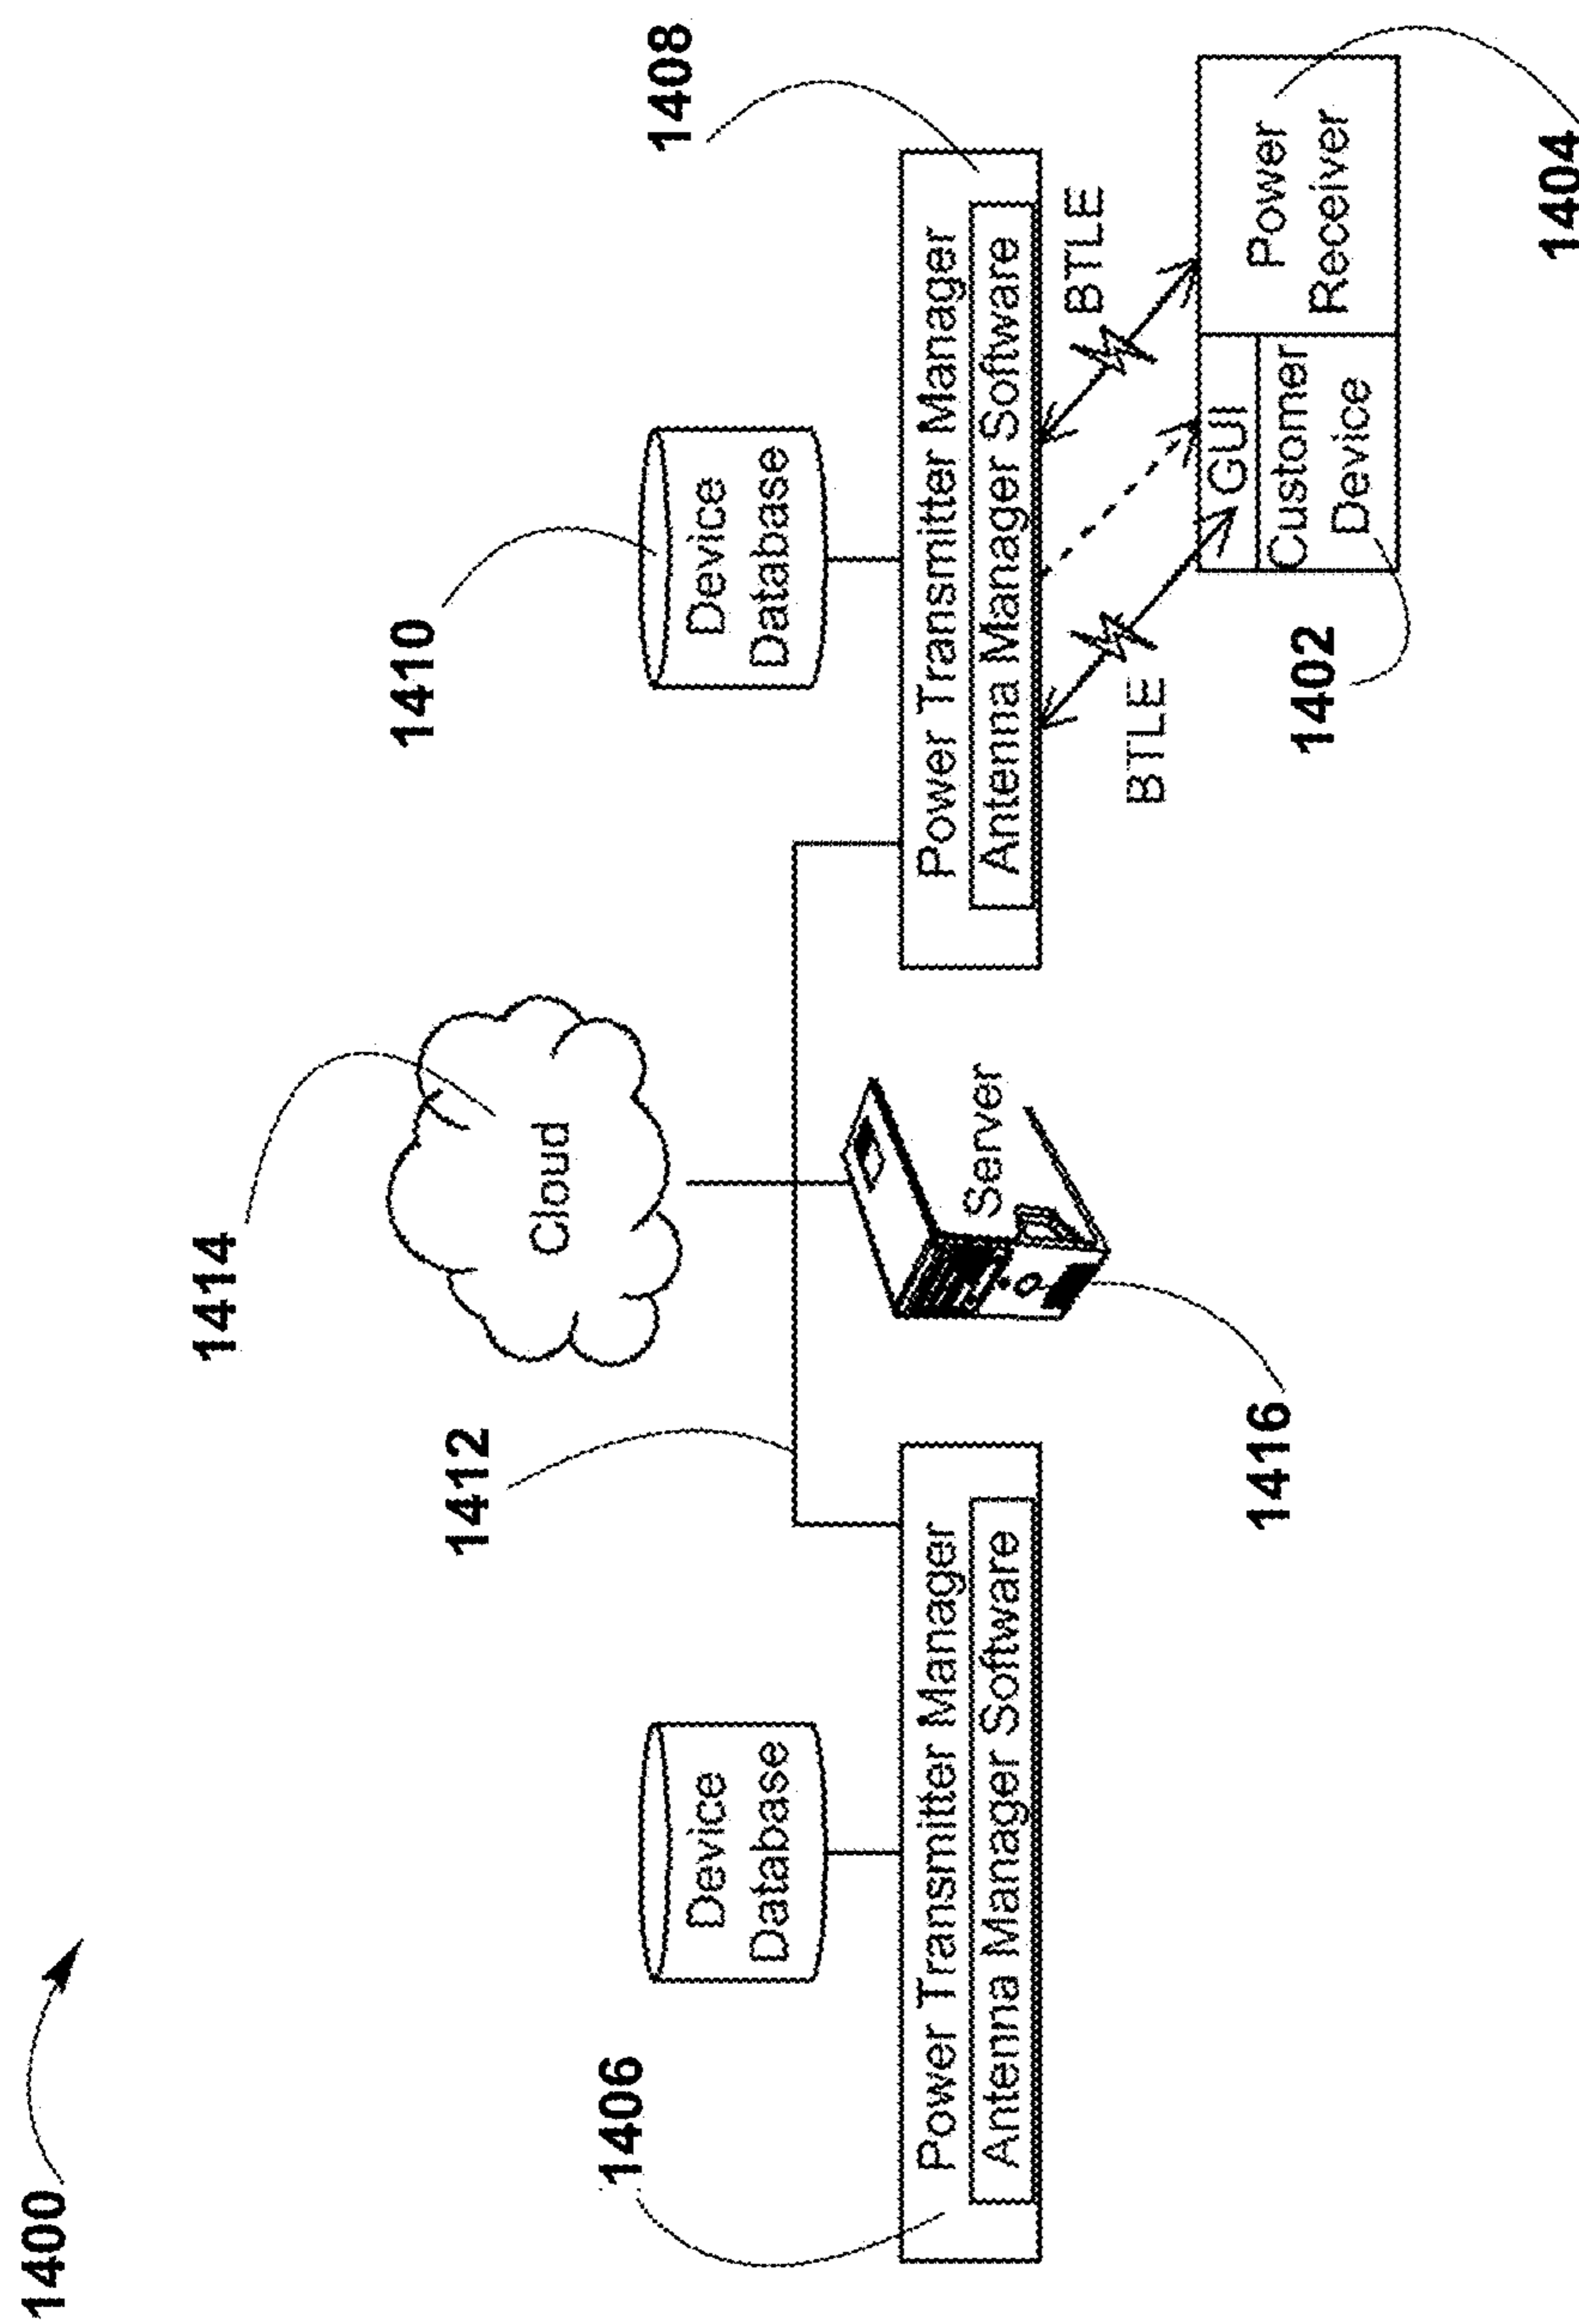 1400
1414
1412
1410
1408
1406
Cloud
Device
Database
Device
Database
Power Transmitter Manager
Antenna Manager Software
Server
Power Transmitter Manager
Antenna Manager Software
1416
BTLE
BTLE
GUI
Customer
Device
Power
Receiver
1402
1404